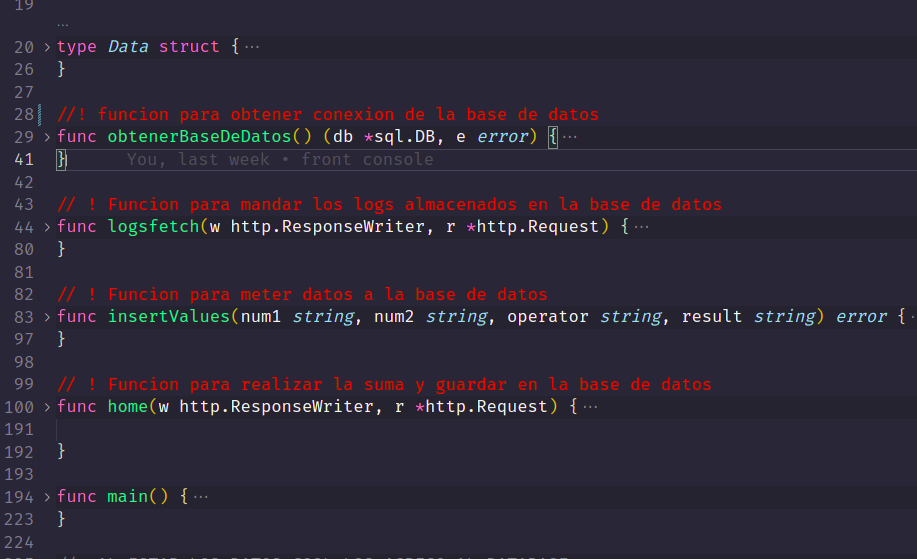 19
...
20 > type Data struct { ...
26 }
27
28 //! funcion para obtener conexion de la base de datos
29 > func obtenerBaseDeDatos() (db *sql.DB, e error) { ...
41 } You, last week • front console
42
43 // ! Funcion para mandar los logs almacenados en la base de datos
44 > func logsfetch(w http.ResponseWriter, r *http.Request) { ...
80 }
81
82 // ! Funcion para meter datos a la base de datos
83 > func insertValues(num1 string, num2 string, operator string, result string) error { ..
97 }
98
99 // ! Funcion para realizar la suma y guardar en la base de datos
100 > func home(w http.ResponseWriter, r *http.Request) { ...
191
192 }
193
194 > func main() { ...
223 }
224